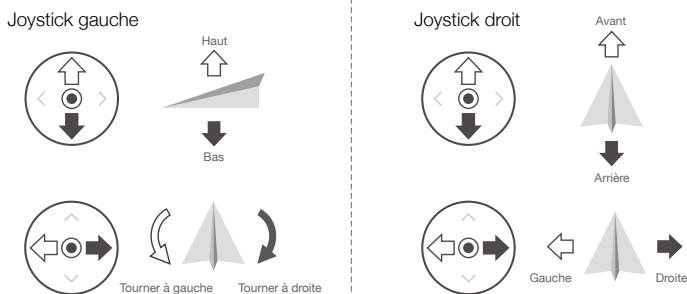 Joystick gauche
Haut
Bas
Tourner à gauche
Tourner à droite
Joystick droit
Avant
Arrière
Gauche
Droite